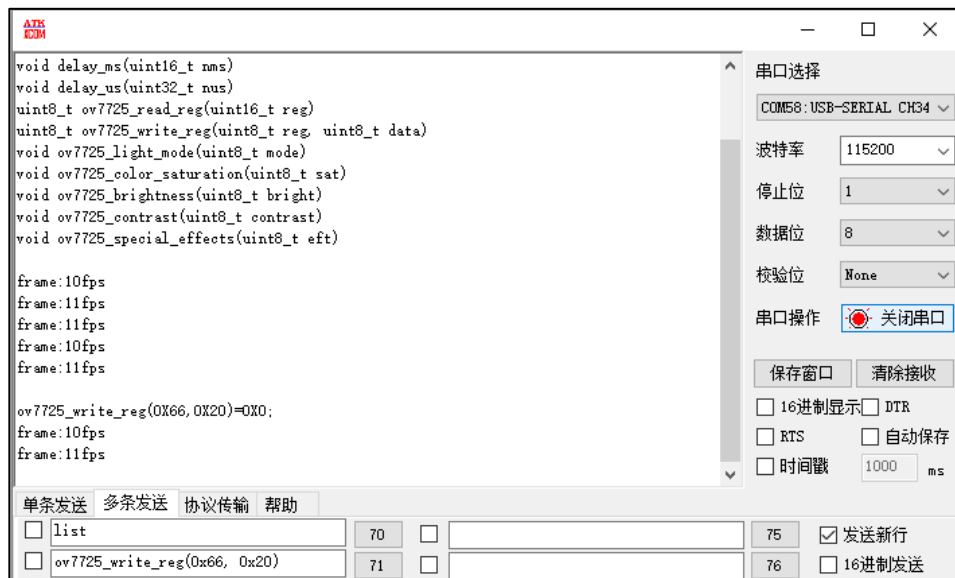 ATK
XCOM
void delay_ms(uint16_t nms)
void delay_us(uint32_t nus)
uint8_t ov7725_read_reg(uint16_t reg)
uint8_t ov7725_write_reg(uint8_t reg, uint8_t data)
void ov7725_light_mode(uint8_t mode)
void ov7725_color_saturation(uint8_t sat)
void ov7725_brightness(uint8_t bright)
void ov7725_contrast(uint8_t contrast)
void ov7725_special_effects(uint8_t eft)
frame:10fps
frame:11fps
frame:11fps
frame:10fps
frame:11fps
ov7725_write_reg(0X66,0X20)=0X0;
frame:10fps
frame:11fps
串口选择
COM58:USB-SERIAL CH34
波特率 115200
停止位 1
数据位 8
校验位 None
串口操作 关闭串口
保存窗口 清除接收
16进制显示 DTR
RTS 自动保存
时间戳 1000 ms
单条发送 多条发送 协议传输 帮助
list 70 75 发送新行
ov7725_write_reg(0x66, 0x20) 71 76 16进制发送